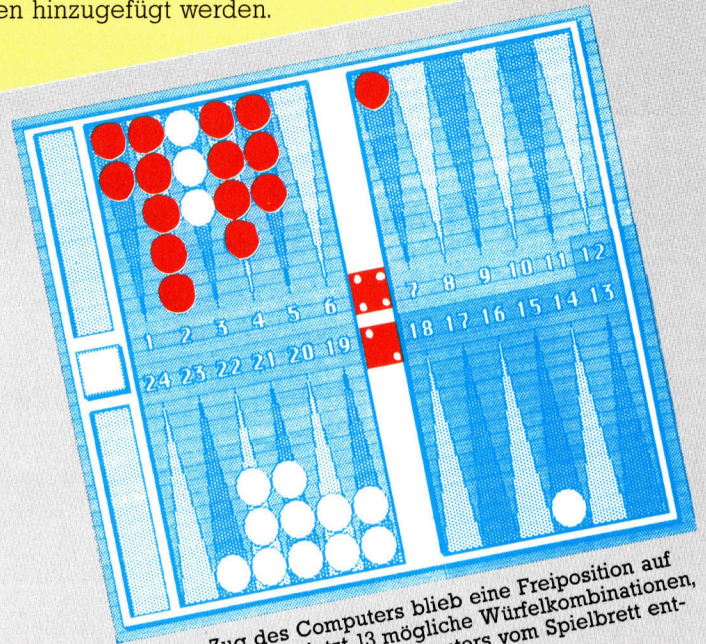 en hinzugefügt werden.
1 2 3 4 5 6
7 8 9 10 11 12
24 23 22 21 20 19
18 17 16 15 14 13
Zug des Computers blieb eine Freiposition auf
13 mögliche Würfelkombinationen,
vom Spielbrett ent-